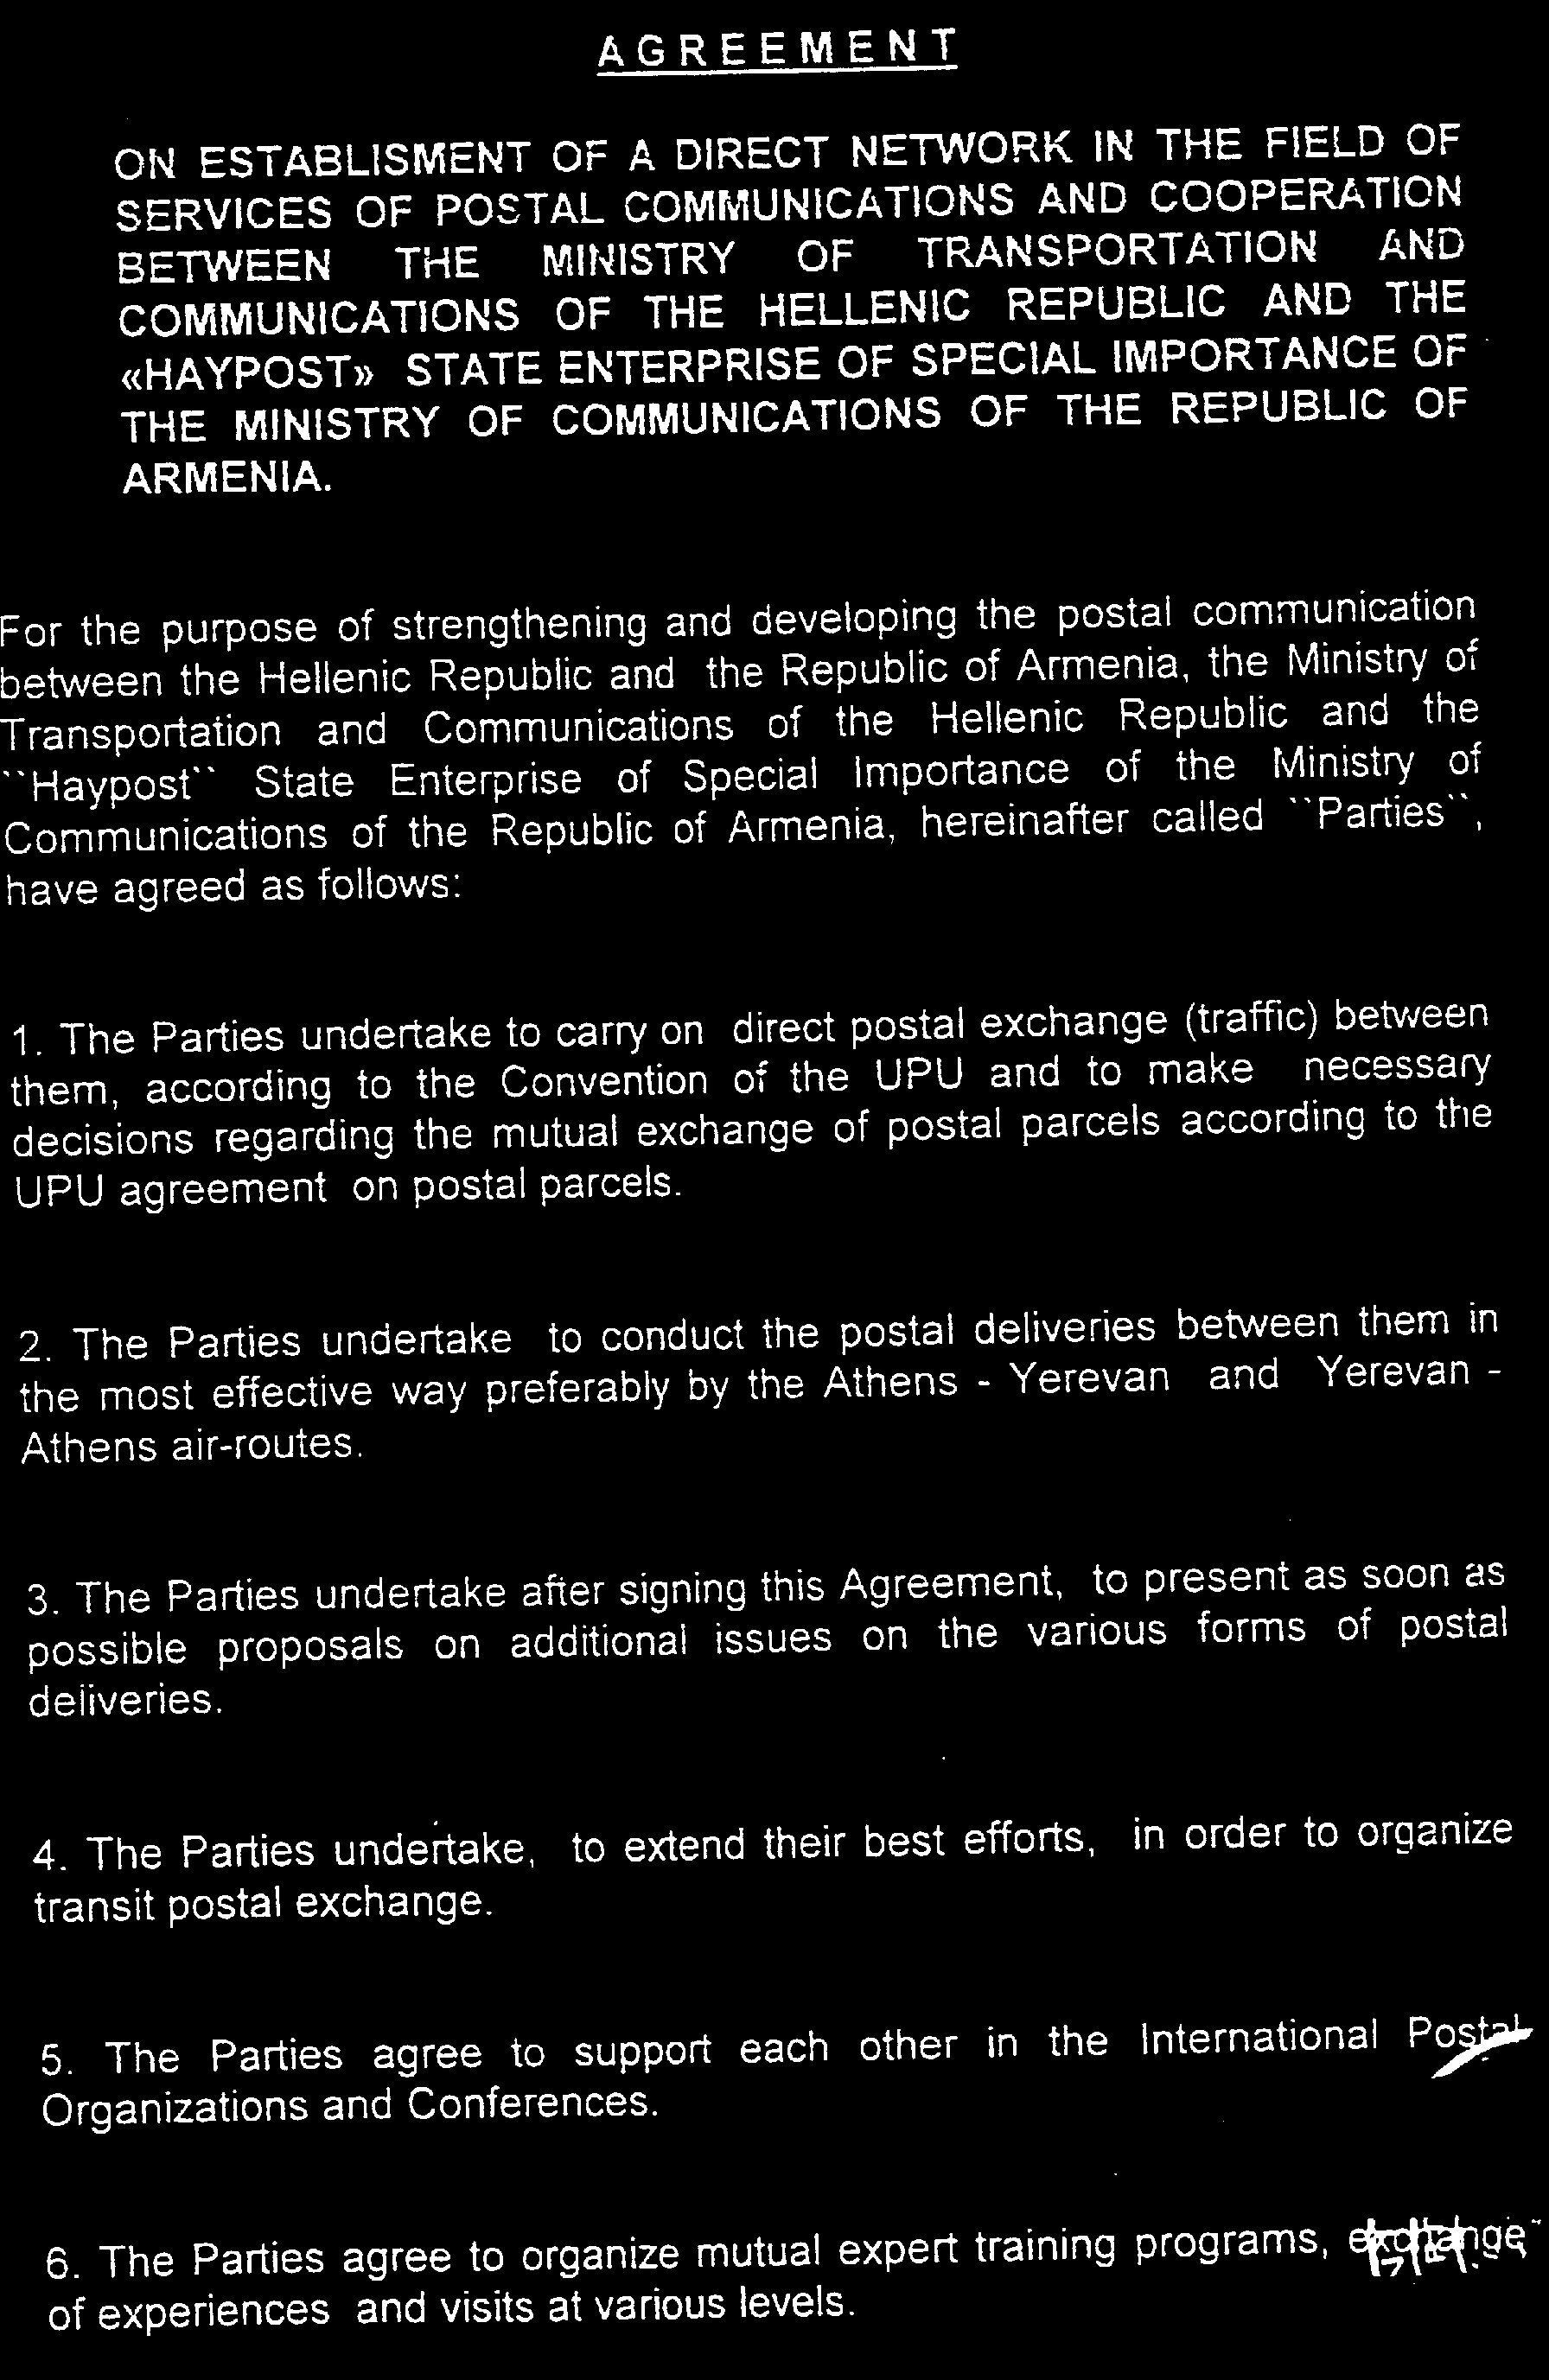 AGREEMENT
ON ESTABLISMENT OF A DIRECT NETWORK IN THE FIELD OF
SERVICES OF POSTAL COMMUNICATIONS AND COOPERATION
BETWEEN THE MINISTRY OF TRANSPORTATION AND
COMMUNICATIONS OF THE HELLENIC REPUBLIC AND THE
«HAYPOST» STATE ENTERPRISE OF SPECIAL IMPORTANCE OF
THE MINISTRY OF COMMUNICATIONS OF THE REPUBLIC OF
ARMENIA.
For the purpose of strengthening and developing the postal communication
between the Hellenic Republic and the Republic of Armenia, the Ministry of
Transportation and Communications of the Hellenic Republic and the
``Haypost`` State Enterprise of Special Importance of the Ministry of
Communications of the Republic of Armenia, hereinafter called ``Parties``,
have agreed as follows:
1. The Parties undertake to carry on direct postal exchange (traffic) between
them, according to the Convention of the UPU and to make necessary
decisions regarding the mutual exchange of postal parcels according to the
UPU agreement on postal parcels.
2. The Parties undertake to conduct the postal deliveries between them in
the most effective way preferably by the Athens - Yerevan and Yerevan -
Athens air-routes.
3. The Parties undertake after signing this Agreement, to present as soon as
possible proposals on additional issues on the various forms of postal
deliveries.
4. The Parties undertake, to extend their best efforts, in order to organize
transit postal exchange.
5. The Parties agree to support each other in the International Postal
Organizations and Conferences.
6. The Parties agree to organize mutual expert training programs, exchange
of experiences and visits at various levels.